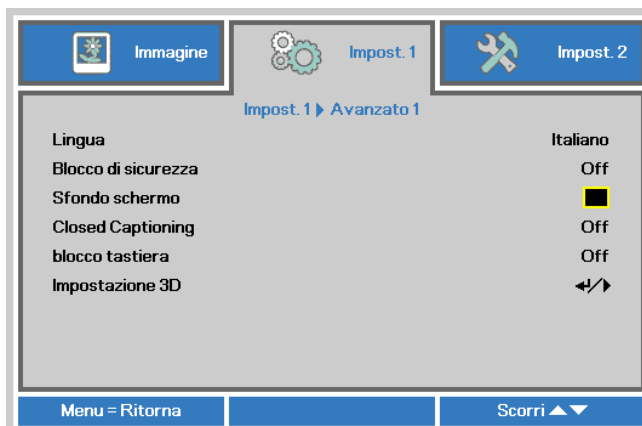 Immagine
Impost. 1
Impost. 2
Impost. 1 Avanzato 1
Lingua Italiano
Blocco di sicurezza Off
Sfondo schermo
Closed Captioning Off
blocco tastiera Off
Impostazione 3D
Menu = Ritorna
Scorri